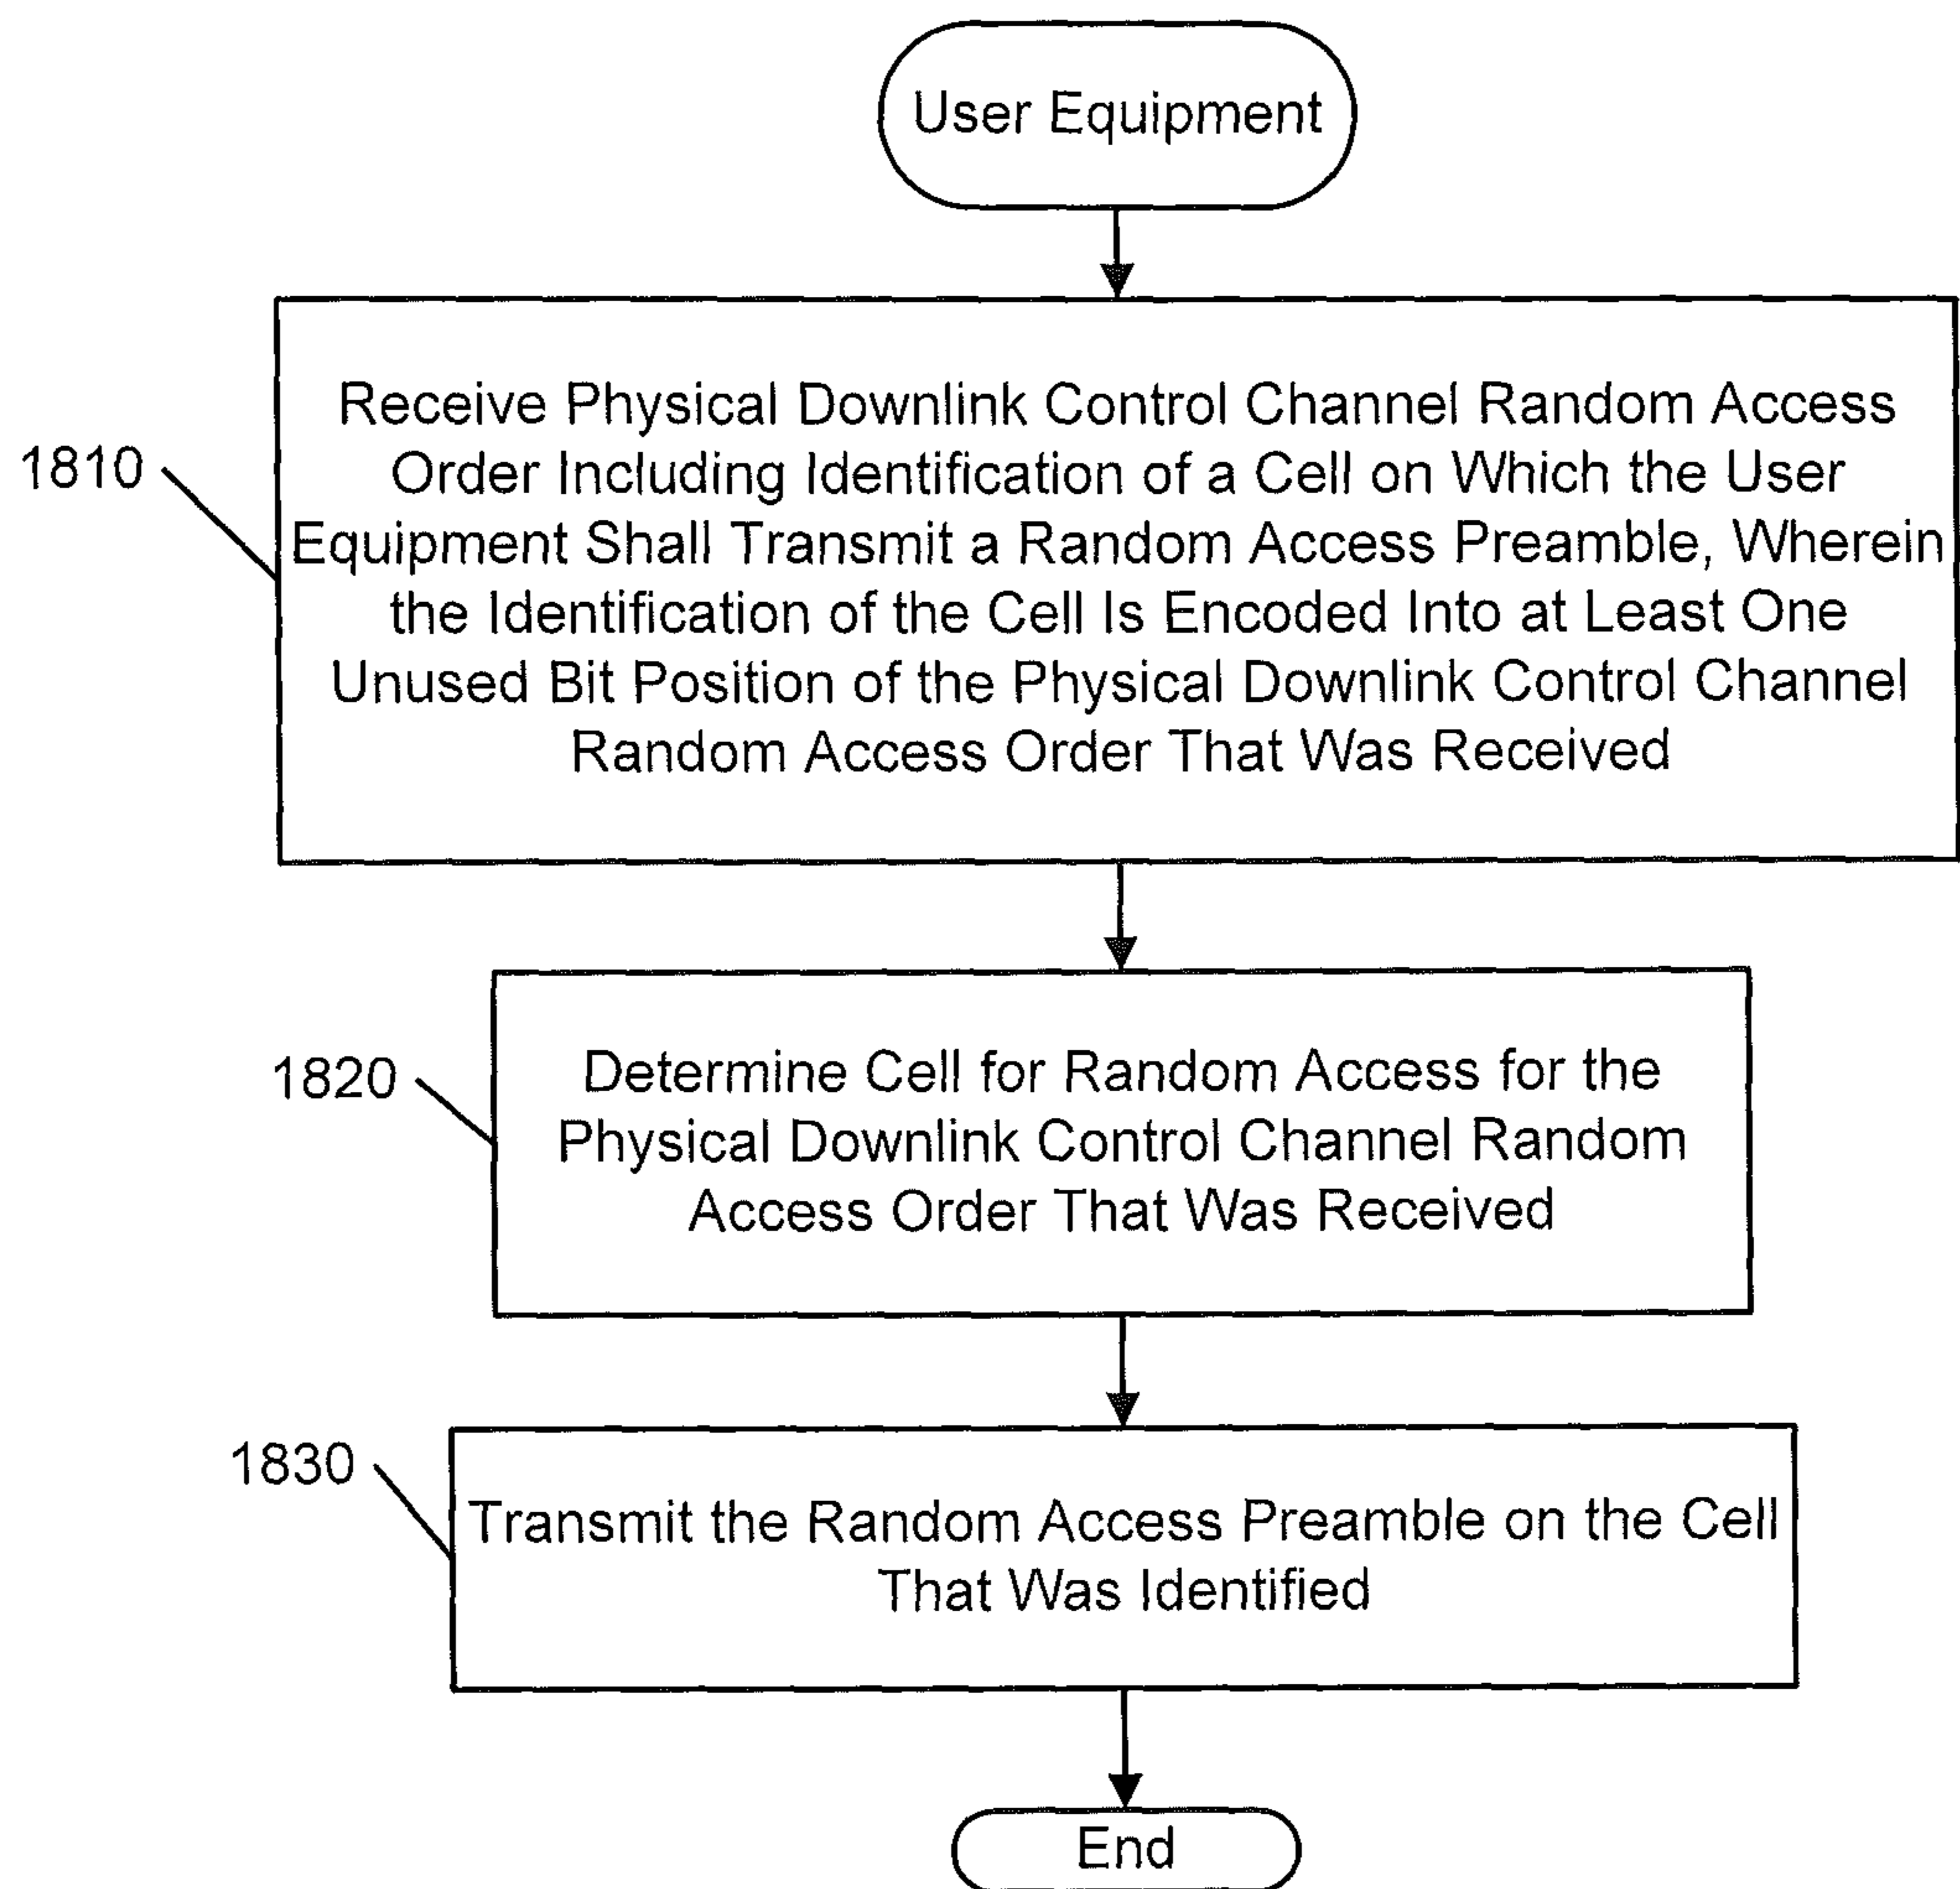 User Equipment
1810
Receive Physical Downlink Control Channel Random Access
Order Including Identification of a Cell on Which the User
Equipment Shall Transmit a Random Access Preamble, Wherein
the Identification of the Cell Is Encoded Into at Least One
Unused Bit Position of the Physical Downlink Control Channel
Random Access Order That Was Received
1820
Determine Cell for Random Access for the
Physical Downlink Control Channel Random
Access Order That Was Received
1830
Transmit the Random Access Preamble on the Cell
That Was Identified
End